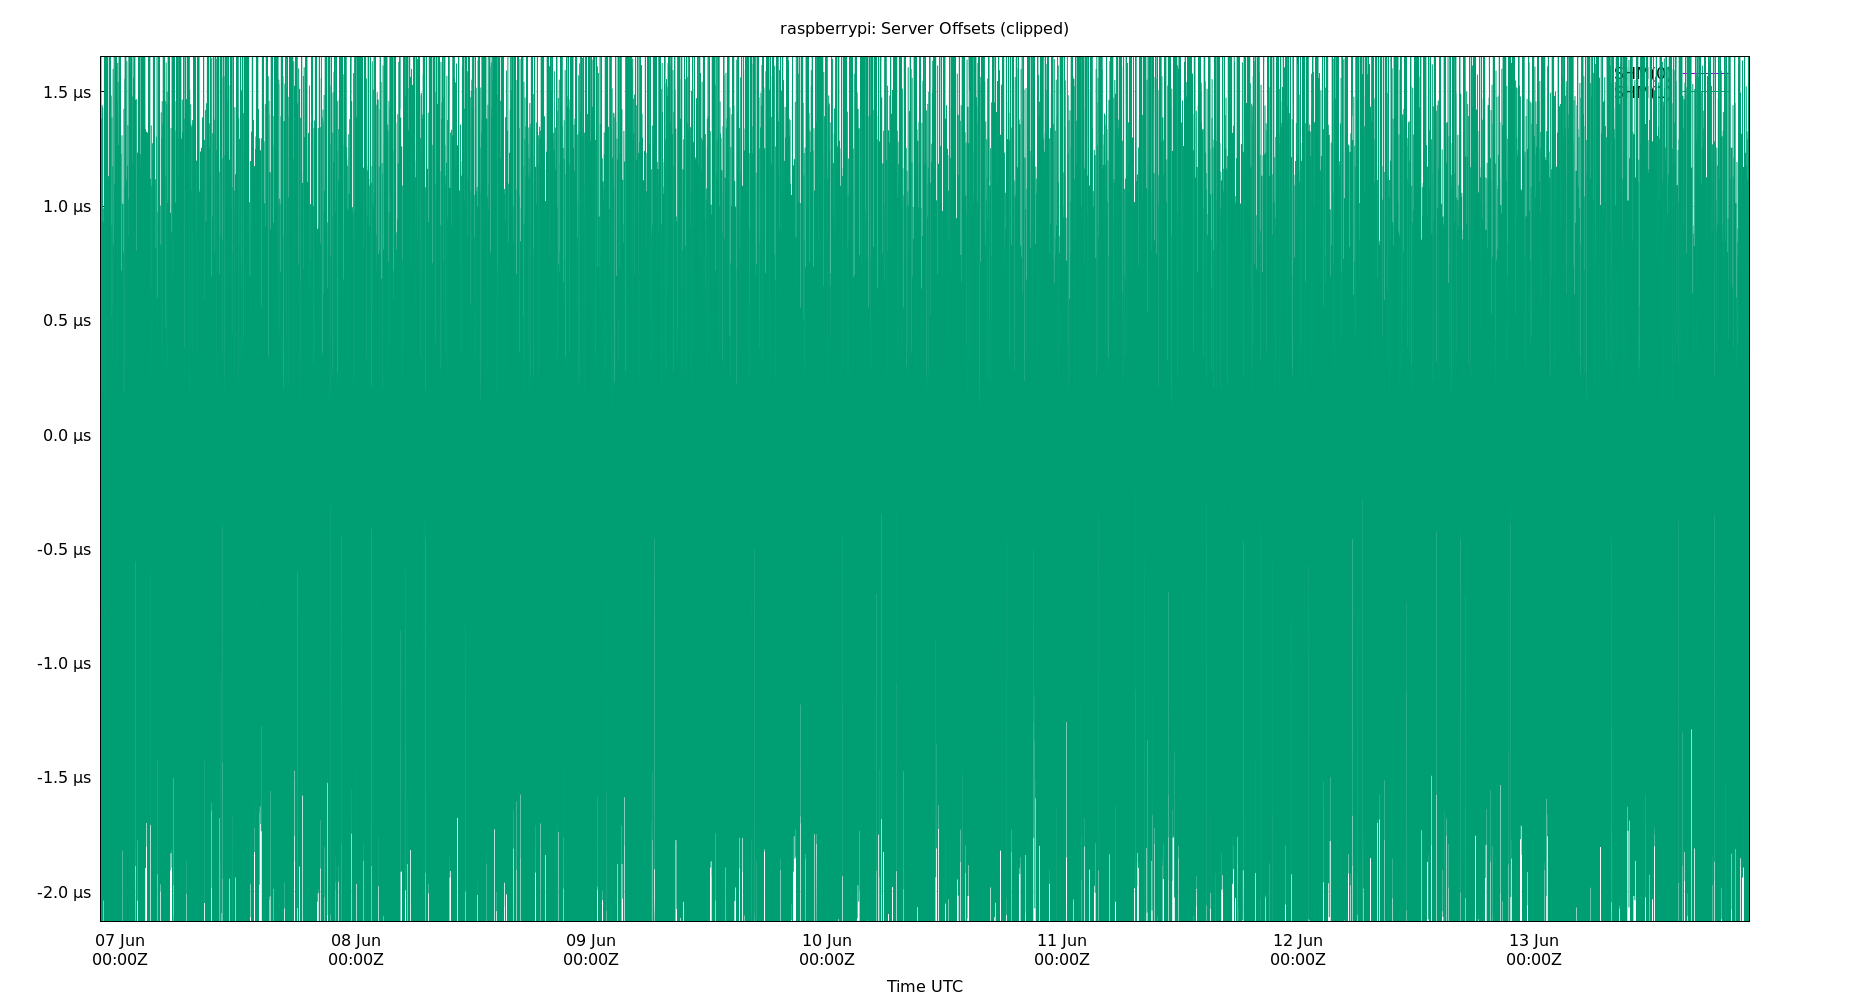 raspberrypi: Server Offsets (clipped)
SHM(0)
1.5 µs
1.0 µs
0.5 µs
0.0 µs
-0.5 µs
-1.0 µs
-1.5 µs
-2.0 µs
07 Jun 08 Jun 09 Jun 10 Jun 11 Jun 12 Jun 13 Jun
00:00Z 00:00Z 00:00Z 00:00Z 00:00Z 00:00Z 00:00Z
Time UTC